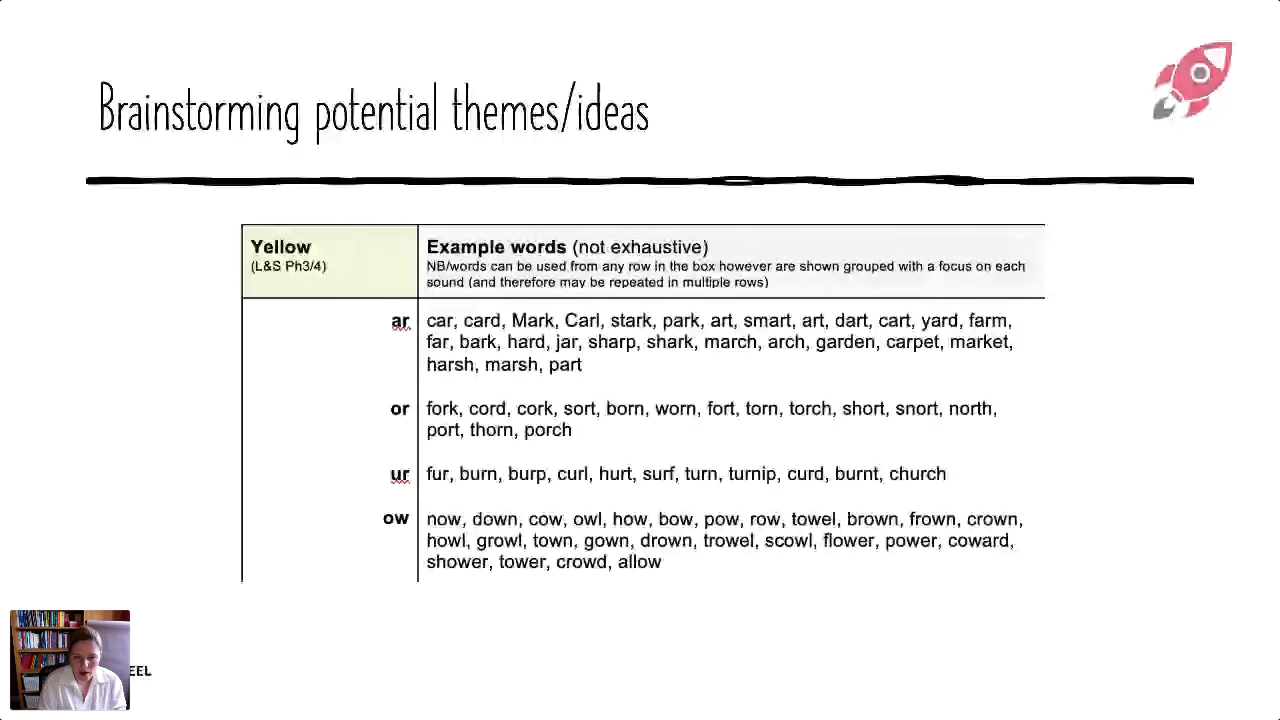 Brainstorming potential themes/ideas
Yellow
(L&S Ph3/4)
Example words (not exhaustive)
NB/words can be used from any row in the box however are shown grouped with a focus on each
sound (and therefore may be repeated in multiple rows)
ar
car, card, Mark, Carl, stark, park, art, smart, art, dart, cart, yard, farm,
far, bark, hard, jar, sharp, shark, march, arch, garden, carpet, market,
harsh, marsh, part
or
fork, cord, cork, sort, born, worn, fort, torn, torch, short, snort, north,
port, thorn, porch
ur
fur, burn, burp, curl, hurt, surf, turn, turnip, curd, burnt, church
ow
now, down, cow, owl, how, bow, pow, row, towel, brown, frown, crown,
howl, growl, town, gown, drown, trowel, scowl, flower, power, coward,
shower, tower, crowd, allow
EEL